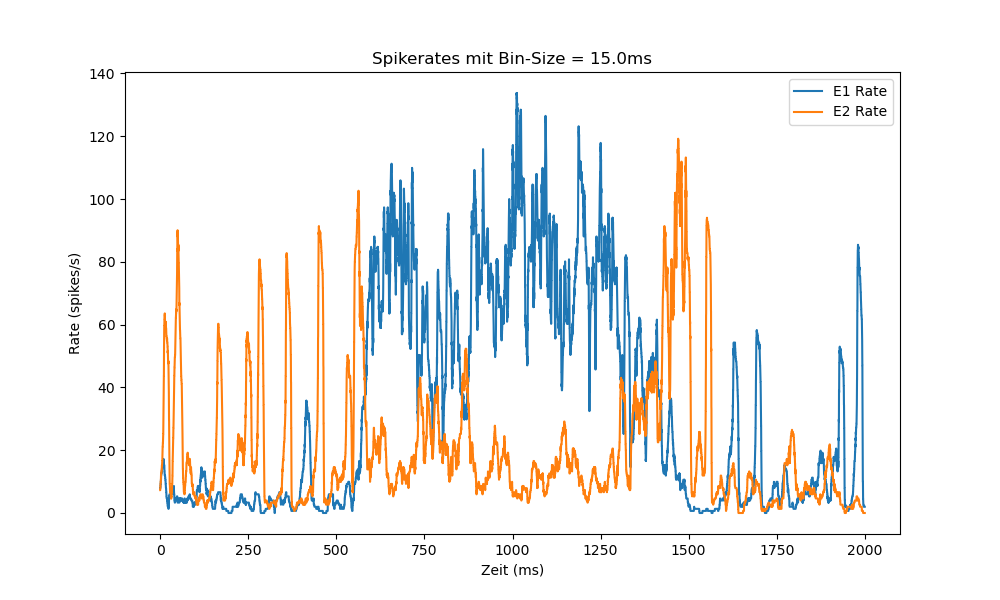 Spikerates mit Bin-Size = 15.0ms
E1 Rate
E2 Rate
Rate (spikes/s)
140
120
100
80
60
40
20
0
0 250 500 750 1000 1250 1500 1750 2000
Zeit (ms)